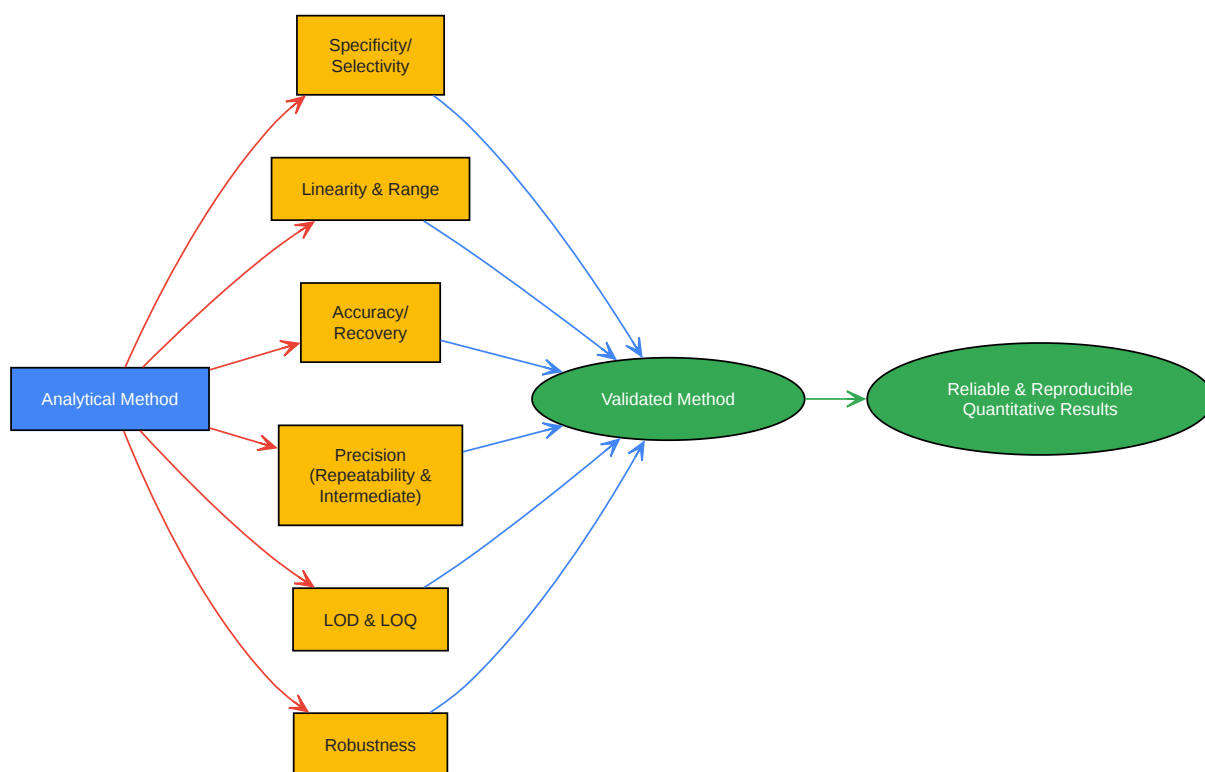 Specificity/
Selectivity
Linearity & Range
Accuracy/
Recovery
Analytical Method
Precision
(Repeatability &
Intermediate)
LOD & LOQ
Robustness
Validated Method
Reliable & Reproducible
Quantitative Results